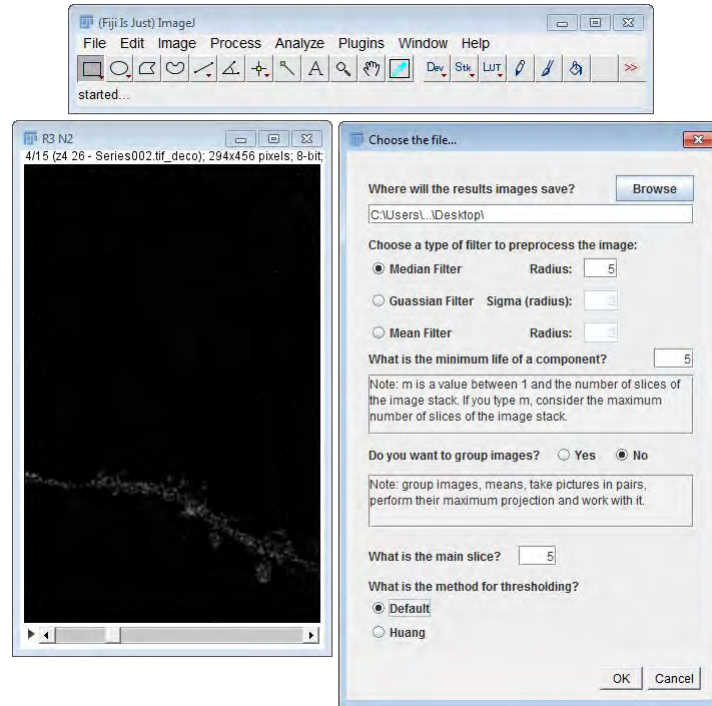 (Fiji Is Just) ImageJ
File Edit Image Process Analyze Plugins Window Help
A Dev Stk LUT >>
started...
R3 N2
4/15 (z4 26 - Series002.tif_deco); 294x456 pixels; 8-bit;
Choose the file...
Where will the results images save? Browse
C:\Users\...\Desktop\
Choose a type of filter to preprocess the image:
Median Filter Radius: 5
Guassian Filter Sigma (radius):
Mean Filter Radius:
What is the minimum life of a component? 5
Note: m is a value between 1 and the number of slices of
the image stack. If you type m, consider the maximum
number of slices of the image stack.
Do you want to group images? Yes No
Note: group images, means, take pictures in pairs,
perform their maximum projection and work with it.
What is the main slice? 5
What is the method for thresholding?
Default
Huang
OK Cancel